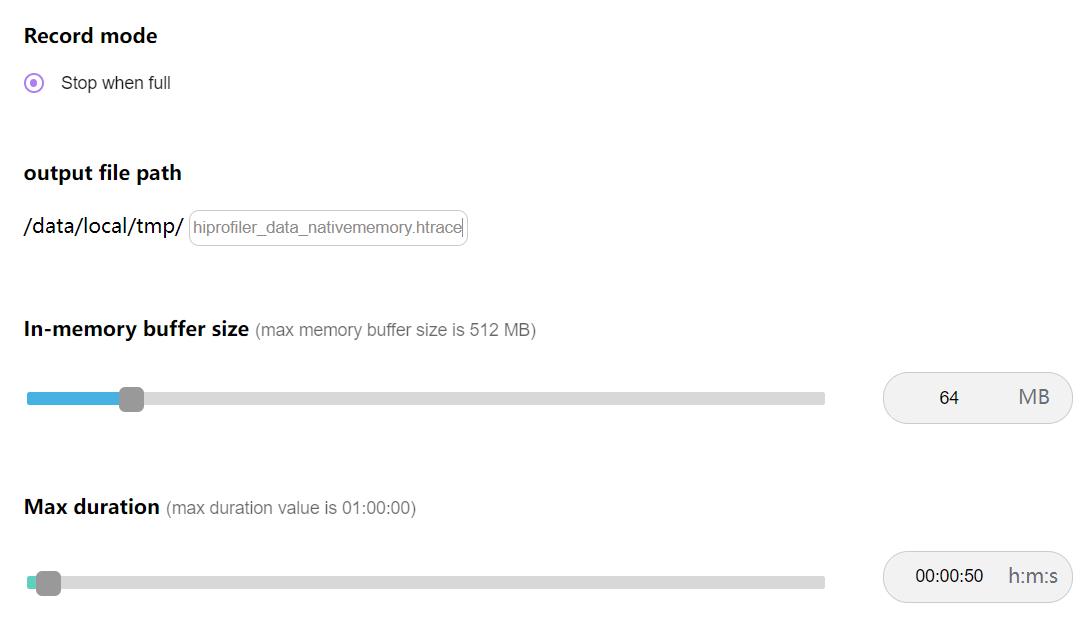 Record mode
Stop when full
output file path
/data/local/tmp/ hiprofiler_data_nativememory.htrace
In-memory buffer size (max memory buffer size is 512 MB)
64 MB
Max duration (max duration value is 01:00:00)
00:00:50 h:m:s